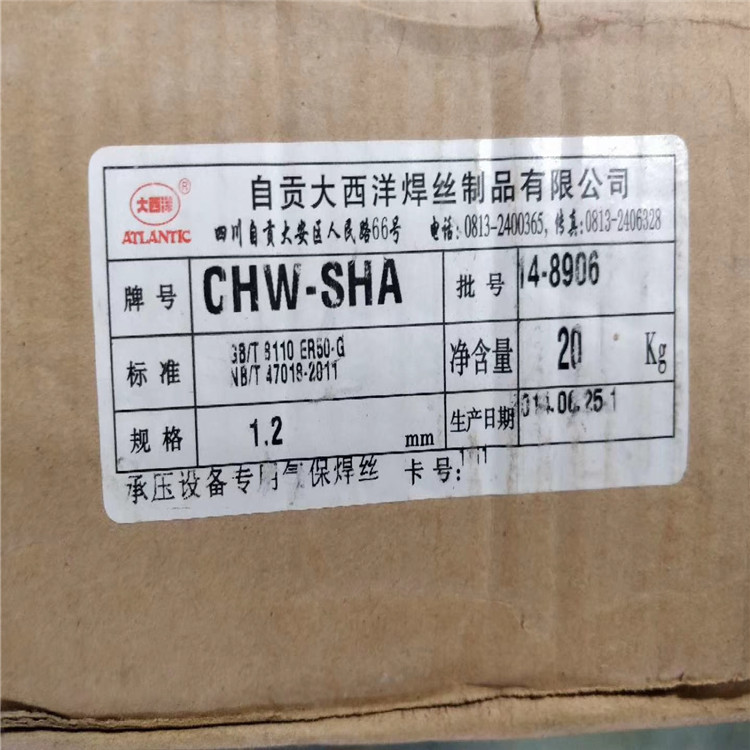 大西洋 ®
ATLANTIC
自贡大西洋焊丝制品有限公司
四川自贡大安区人民路66号 电话:0813-2400365,传真:0813-2406328
牌号 CHW-SHA 批号 14-8906
标准 GB/T 8110 ER50-G
NB/T 47018-2011
净含量 20 Kg
规格 1.2 mm 生产日期
承压设备专用气保焊丝 卡号: